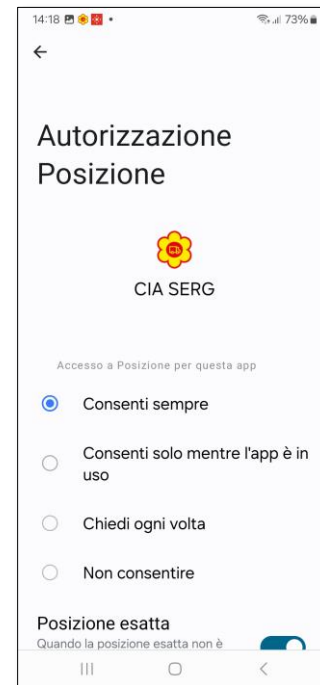 14:18 73%
Autorizzazione
Posizione
CIA SERG
Accesso a Posizione per questa app
Consenti sempre
Consenti solo mentre l'app è in
uso
Chiedi ogni volta
Non consentire
Posizione esatta
Quando la posizione esatta non è